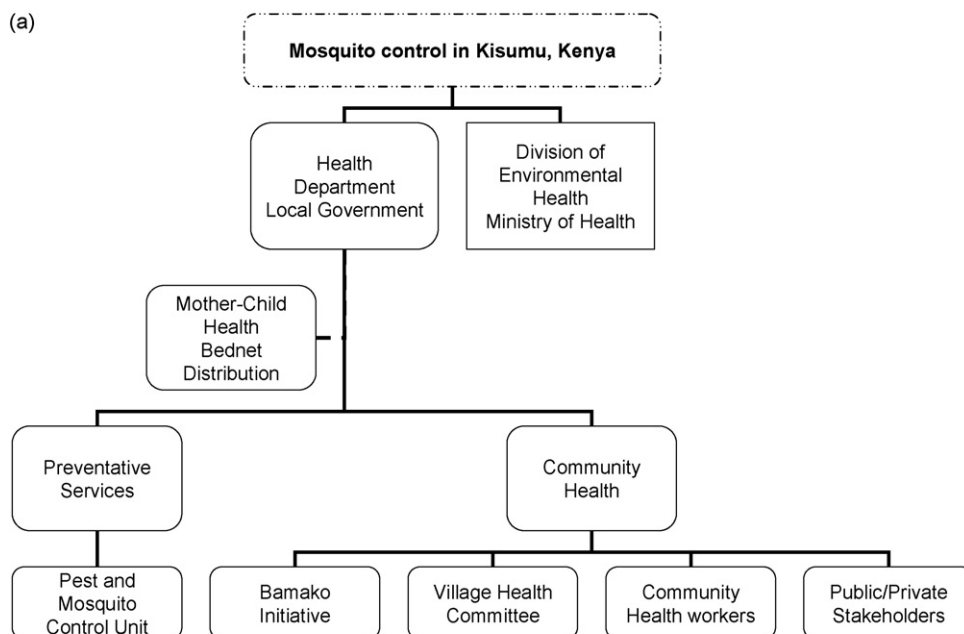 (a)
Mosquito control in Kisumu, Kenya
Health
Department
Local Government
Division of
Environmental
Health
Ministry of Health
Mother-Child
Health
Bednet
Distribution
Preventative
Services
Community
Health
Pest and
Mosquito
Control Unit
Bamako
Initiative
Village Health
Committee
Community
Health workers
Public/Private
Stakeholders